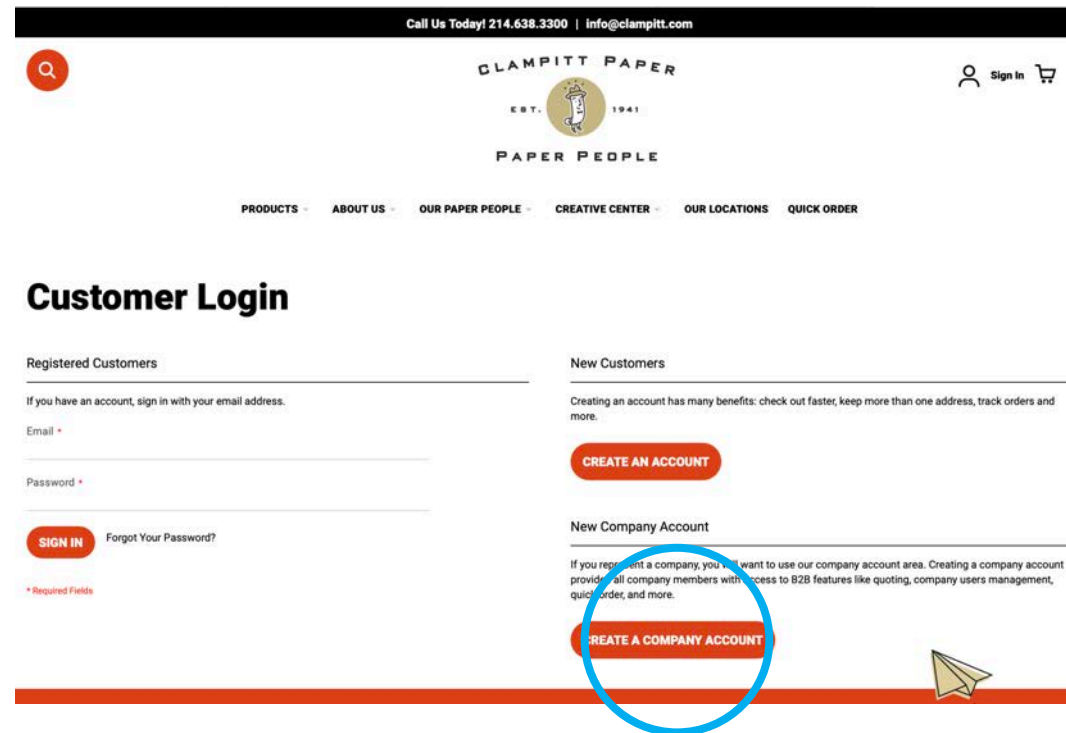 Call Us Today! 214.638.3300 | info@clampitt.com
CLAMPITT PAPER
EST. 1941
PAPER PEOPLE
Sign In
PRODUCTS ABOUT US OUR PAPER PEOPLE CREATIVE CENTER OUR LOCATIONS QUICK ORDER
Customer Login
Registered Customers
If you have an account, sign in with your email address.
Email *
Password *
SIGN IN Forgot Your Password?
* Required Fields
New Customers
Creating an account has many benefits: check out faster, keep more than one address, track orders and
more.
CREATE AN ACCOUNT
New Company Account
If you represent a company, you will want to use our company account area. Creating a company account
provides all company members with access to B2B features like quoting, company users management,
quick order, and more.
CREATE A COMPANY ACCOUNT